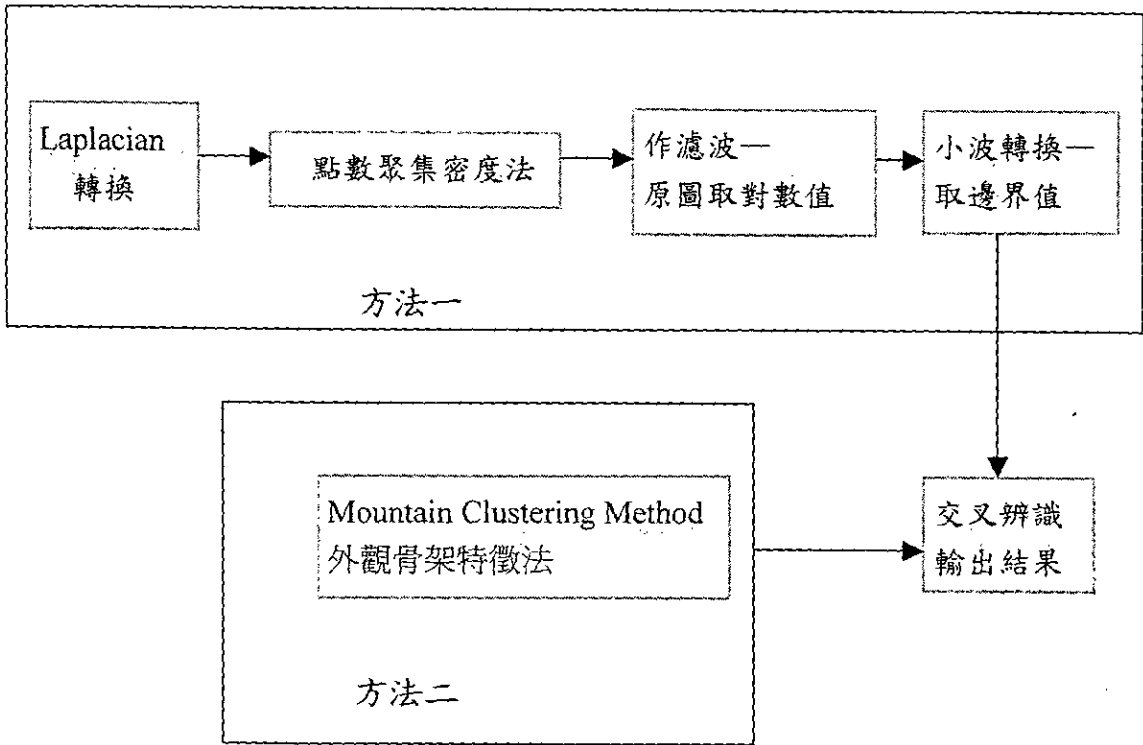 Laplacian
轉換
點數聚集密度法
作濾波—
原圖取對數值
小波轉換—
取邊界值
方法一
Mountain Clustering Method
外觀骨架特徵法
交叉辨識
輸出結果
方法二